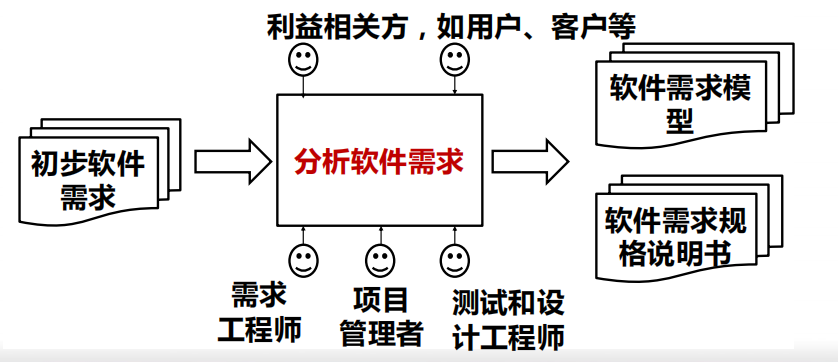 利益相关方，如用户、客户等
初步软件
需求
分析软件需求
软件需求模
型
软件需求规
格说明书
需求
工程师
项目
管理者
测试和设
计工程师